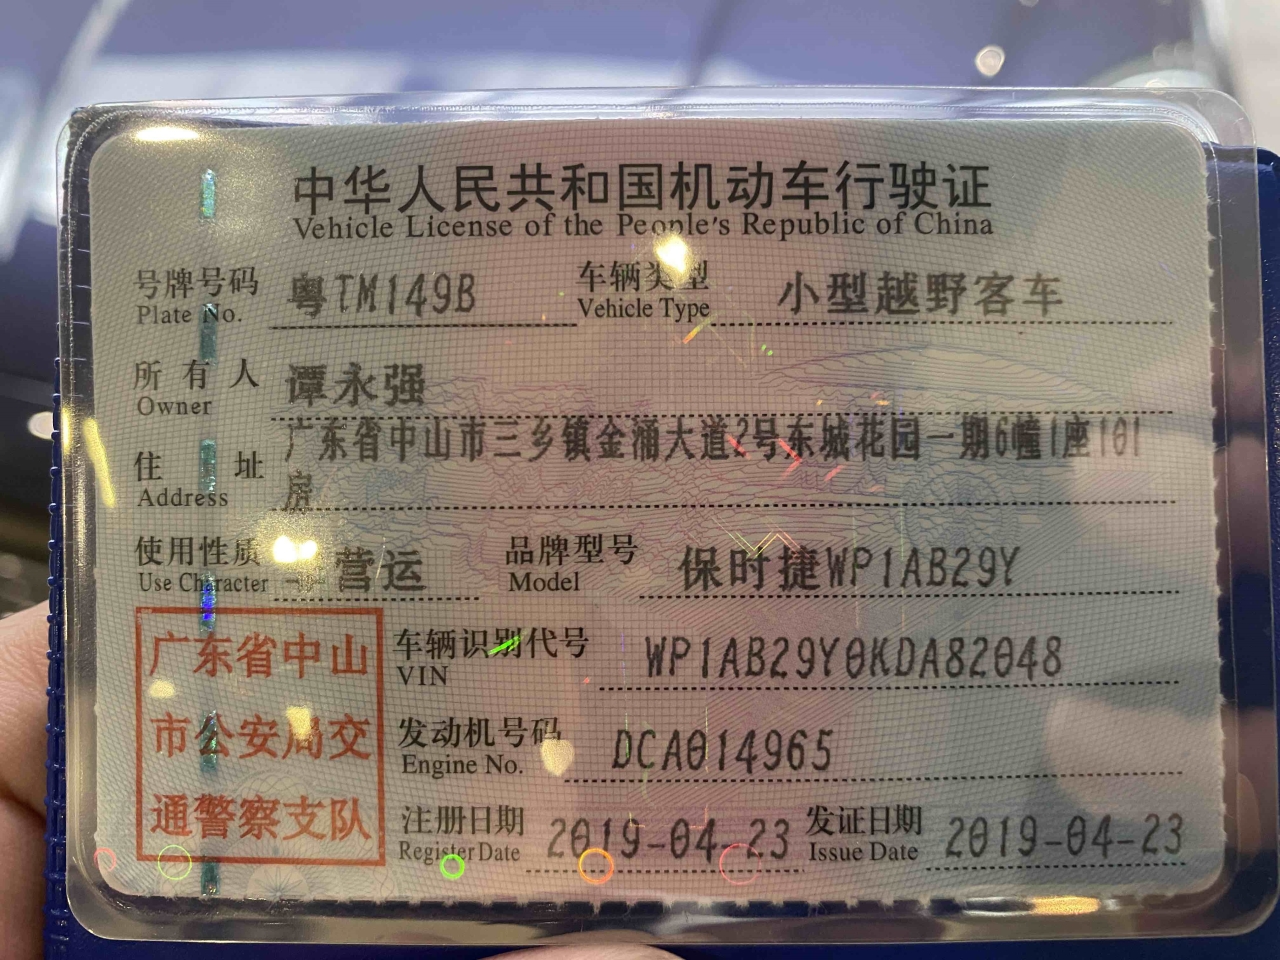 中华人民共和国机动车行驶证
Vehicle License of the People's Republic of China
号牌号码 粤TM149B 车辆类型 小型越野客车
Plate No. Vehicle Type
所有人 谭永强
Owner
住址 广东省中山市三乡镇金涌大道2号东城花园一期6幢1座101
Address 房
使用性质 营运 品牌型号 保时捷WP1AB29Y
Use Character Model
广东省中山
市公安局交
通警察支队
车辆识别代号 WP1AB29Y0KDA82048
VIN
发动机号码 DCA014965
Engine No.
注册日期 2019-04-23 发证日期 2019-04-23
Register Date Issue Date